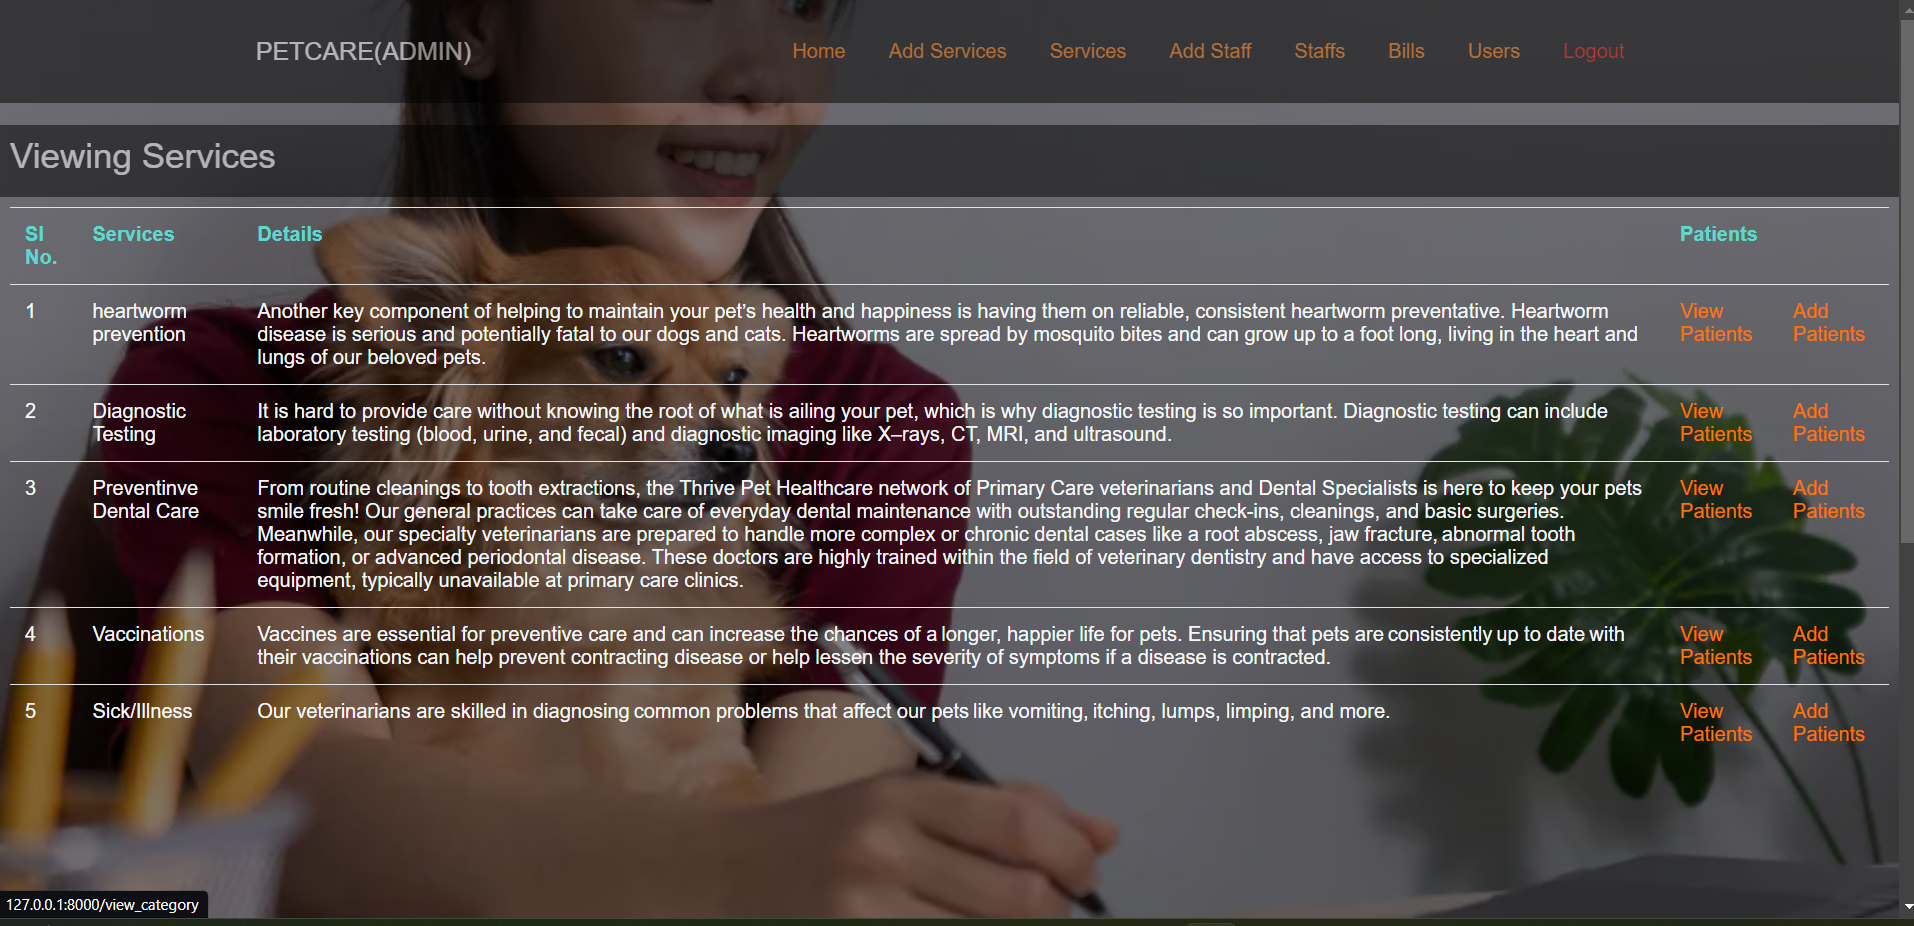 PETCARE(ADMIN) Home Add Services Services Add Staff Staffs Bills Users Logout
Viewing Services
Sl No. Services Details Patients
1 heartworm prevention
Another key component of helping to maintain your pet’s health and happiness is having them on reliable, consistent heartworm preventative. Heartworm
disease is serious and potentially fatal to our dogs and cats. Heartworms are spread by mosquito bites and can grow up to a foot long, living in the heart and
lungs of our beloved pets.
View Patients Add Patients
2 Diagnostic Testing
It is hard to provide care without knowing the root of what is ailing your pet, which is why diagnostic testing is so important. Diagnostic testing can include
laboratory testing (blood, urine, and fecal) and diagnostic imaging like X–rays, CT, MRI, and ultrasound.
View Patients Add Patients
3 Preventinve Dental Care
From routine cleanings to tooth extractions, the Thrive Pet Healthcare network of Primary Care veterinarians and Dental Specialists is here to keep your pets
smile fresh! Our general practices can take care of everyday dental maintenance with outstanding regular check-ins, cleanings, and basic surgeries.
Meanwhile, our specialty veterinarians are prepared to handle more complex or chronic dental cases like a root abscess, jaw fracture, abnormal tooth
formation, or advanced periodontal disease. These doctors are highly trained within the field of veterinary dentistry and have access to specialized
equipment, typically unavailable at primary care clinics.
View Patients Add Patients
4 Vaccinations
Vaccines are essential for preventive care and can increase the chances of a longer, happier life for pets. Ensuring that pets are consistently up to date with
their vaccinations can help prevent contracting disease or help lessen the severity of symptoms if a disease is contracted.
View Patients Add Patients
5 Sick/Illness
Our veterinarians are skilled in diagnosing common problems that affect our pets like vomiting, itching, lumps, limping, and more.
View Patients Add Patients
127.0.0.1:8000/view_category